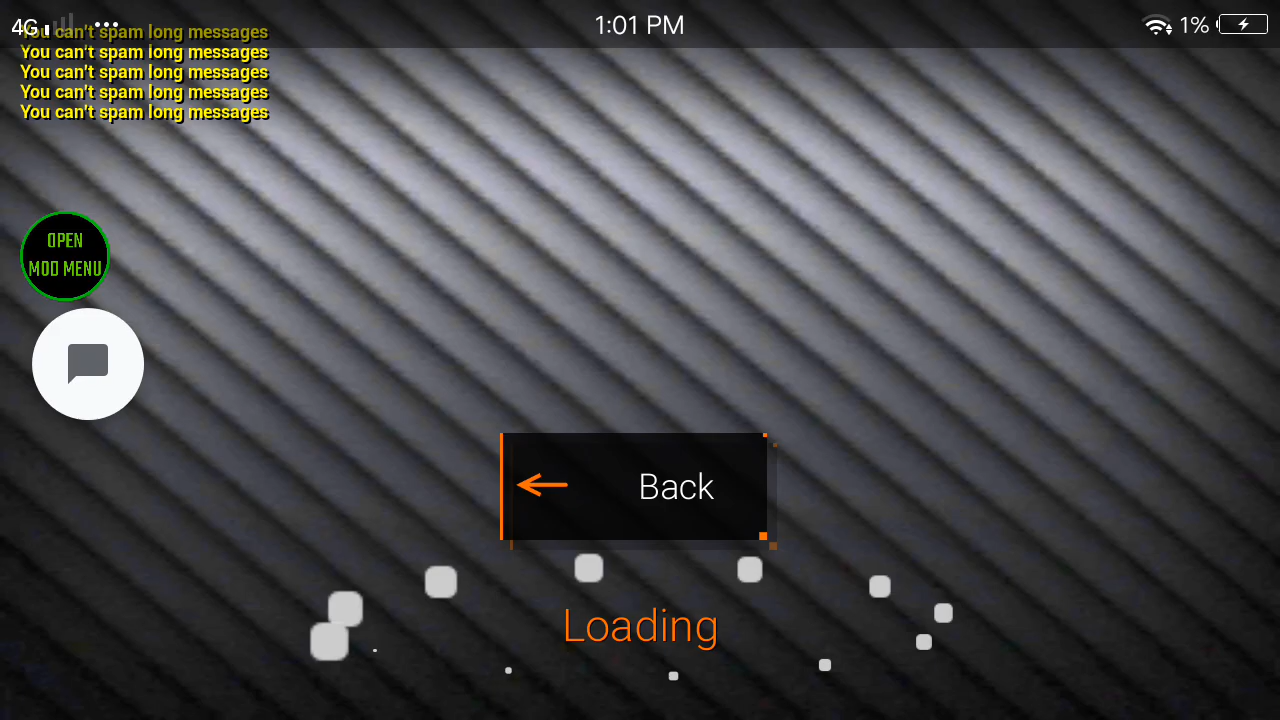 4G
1:01 PM
1%
You can't spam long messages
You can't spam long messages
You can't spam long messages
You can't spam long messages
You can't spam long messages
OPEN
MOD MENU
Back
Loading